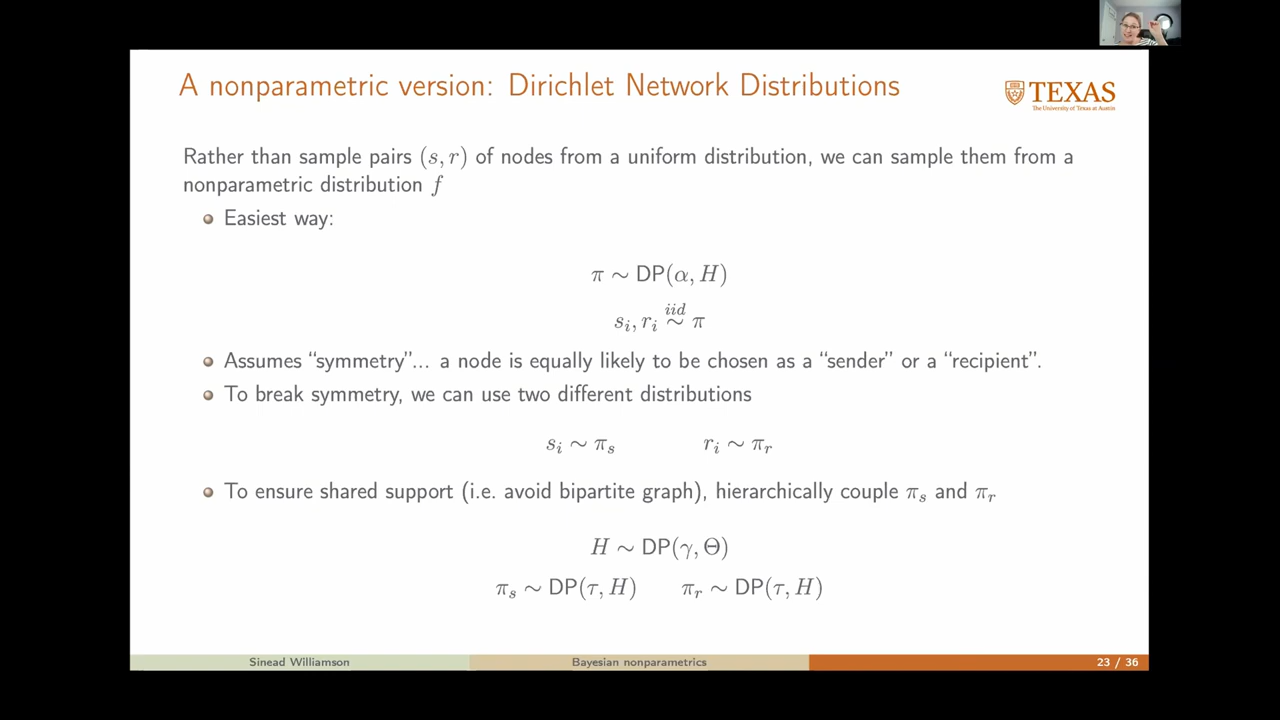 A nonparametric version: Dirichlet Network Distributions
TEXAS
The University of Texas at Austin
Rather than sample pairs (s, r) of nodes from a uniform distribution, we can sample them from a
nonparametric distribution f
Easiest way:
π ∼ DP(α, H)
s_i, r_i \overset{iid}{∼} π
Assumes “symmetry”... a node is equally likely to be chosen as a “sender” or a “recipient”.
To break symmetry, we can use two different distributions
s_i ∼ π_s r_i ∼ π_r
To ensure shared support (i.e. avoid bipartite graph), hierarchically couple π_s and π_r
H ∼ DP(γ, Θ)
π_s ∼ DP(τ, H) π_r ∼ DP(τ, H)
Sinead Williamson Bayesian nonparametrics 23 / 36